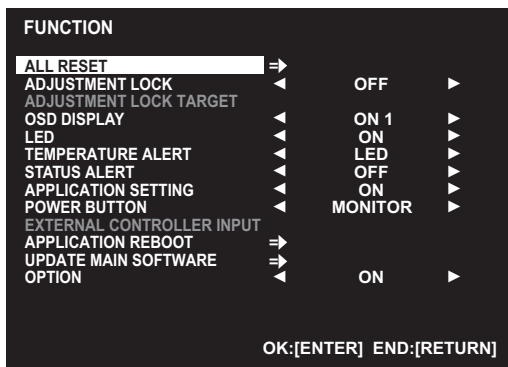 FUNCTION
ALL RESET
ADJUSTMENT LOCK OFF
ADJUSTMENT LOCK TARGET
OSD DISPLAY ON 1
LED ON
TEMPERATURE ALERT LED
STATUS ALERT OFF
APPLICATION SETTING ON
POWER BUTTON MONITOR
EXTERNAL CONTROLLER INPUT
APPLICATION REBOOT
UPDATE MAIN SOFTWARE
OPTION ON
OK:[ENTER] END:[RETURN]